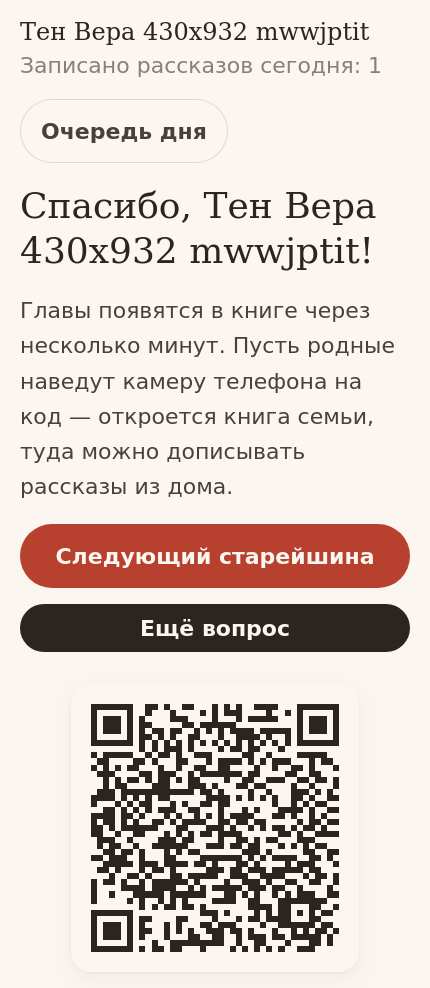 Тен Вера 430x932 mwwjptit
Записано рассказов сегодня: 1
Очередь дня
Спасибо, Тен Вера
430x932 mwwjptit!
Главы появятся в книге через
несколько минут. Пусть родные
наведут камеру телефона на
код — откроется книга семьи,
туда можно дописывать
рассказы из дома.
Следующий старейшина
Ещё вопрос